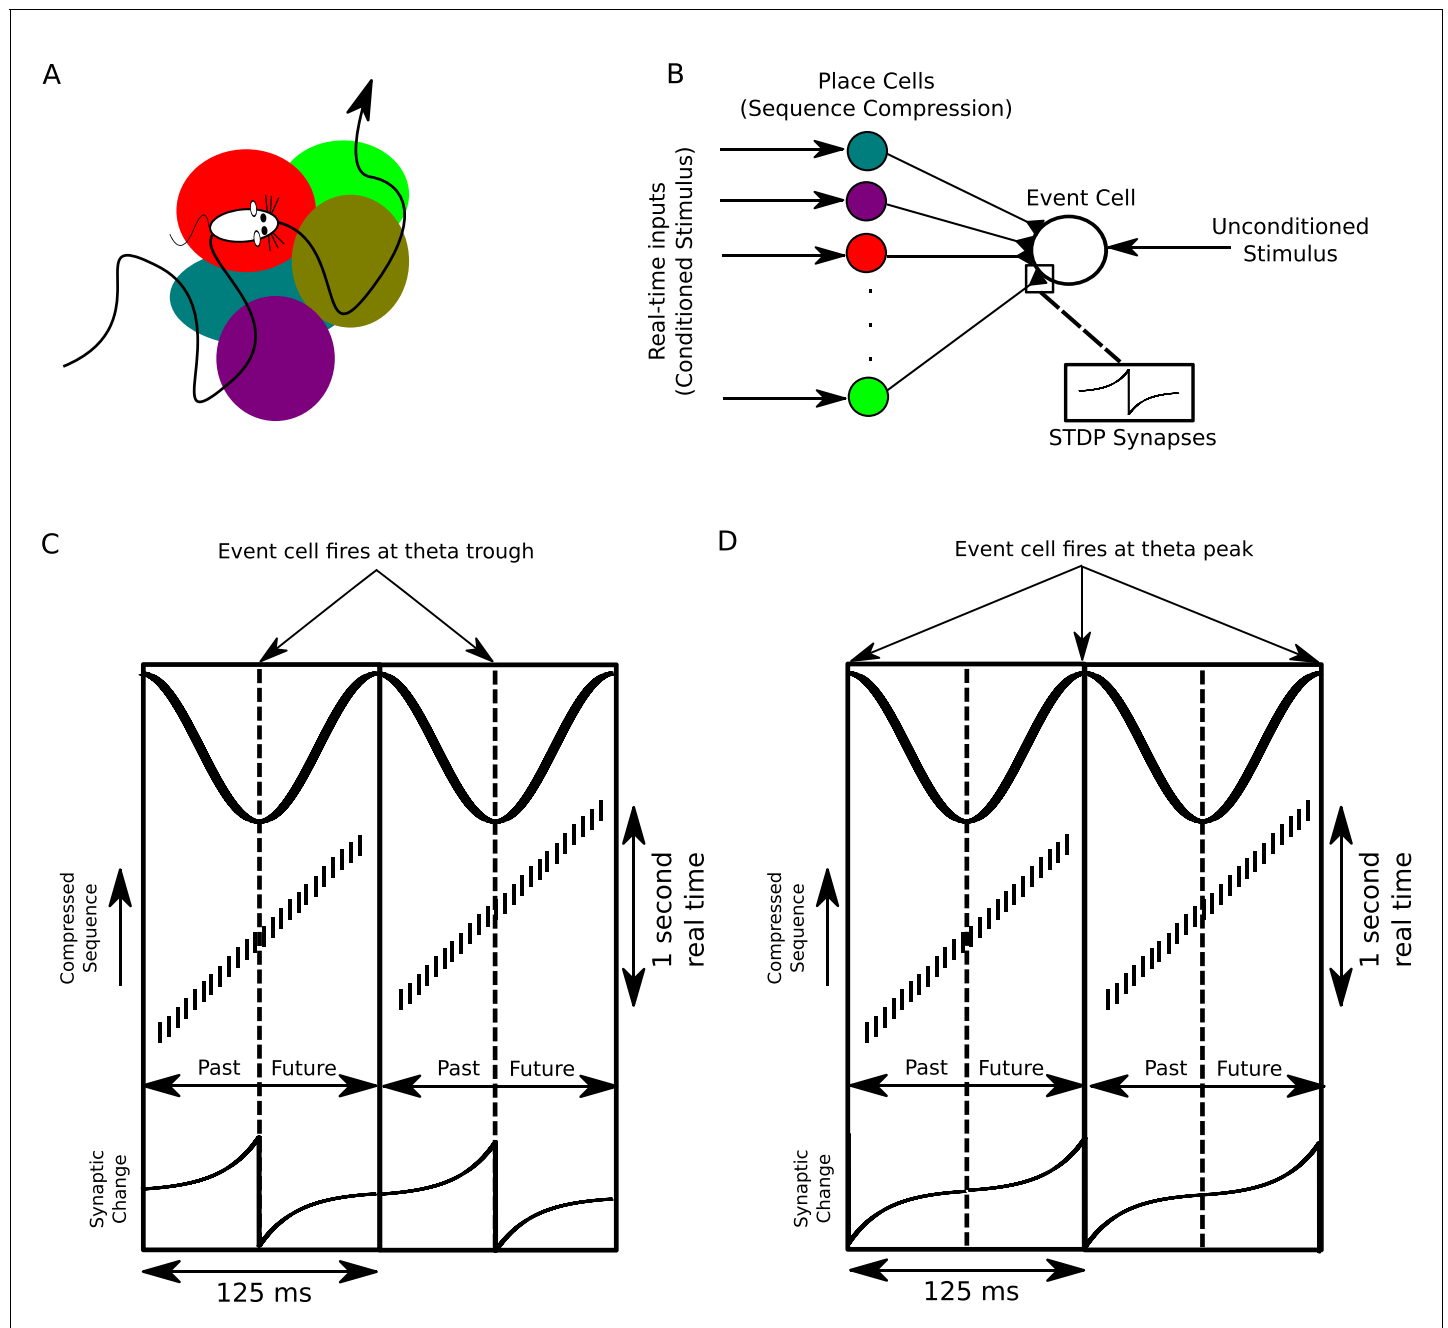 A
B
Place Cells
(Sequence Compression)
Real-time inputs
(Conditioned Stimulus)
Event Cell
Unconditioned
Stimulus
STDP Synapses
C
Event cell fires at theta trough
Compressed
Sequence
1 second
real time
Past
Future
Past
Future
Synaptic
Change
125 ms
D
Event cell fires at theta peak
Compressed
Sequence
1 second
real time
Past
Future
Past
Future
Synaptic
Change
125 ms